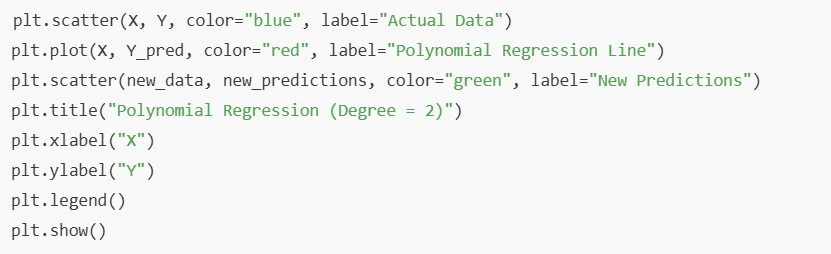 plt.scatter(X, Y, color="blue", label="Actual Data")
plt.plot(X, Y_pred, color="red", label="Polynomial Regression Line")
plt.scatter(new_data, new_predictions, color="green", label="New Predictions")
plt.title("Polynomial Regression (Degree = 2)")
plt.xlabel("X")
plt.ylabel("Y")
plt.legend()
plt.show()